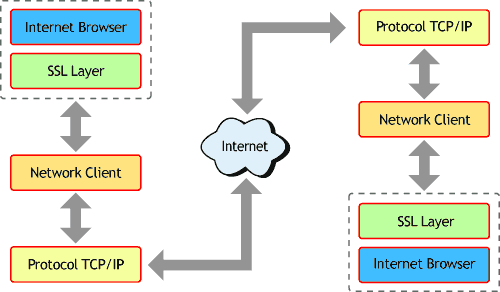 Internet Browser
SSL Layer
Network Client
Protocol TCP/IP
Internet
Protocol TCP/IP
Network Client
SSL Layer
Internet Browser